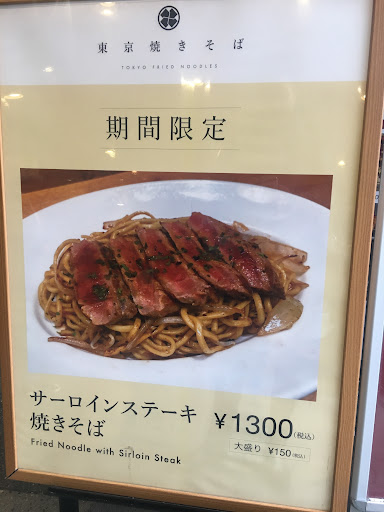 東京焼きそば
TOKYO FRIED NOODLES
期間限定
サーロインステーキ
焼きそば
¥1300(税込)
大盛り ¥150(税込)
Fried Noodle with Sirloin Steak